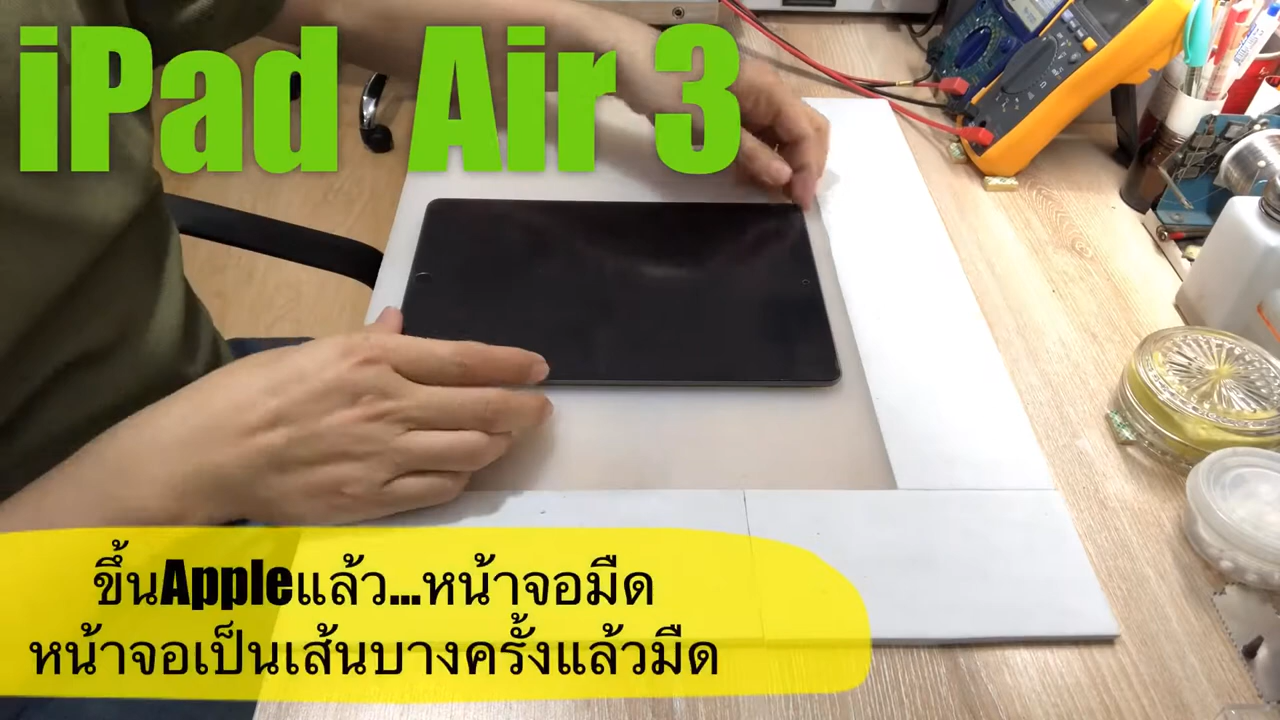 iPad Air 3
ขึ้นAppleแล้ว...หน้าจอมืด
หน้าจอเป็นเส้นบางครั้งแล้วมืด